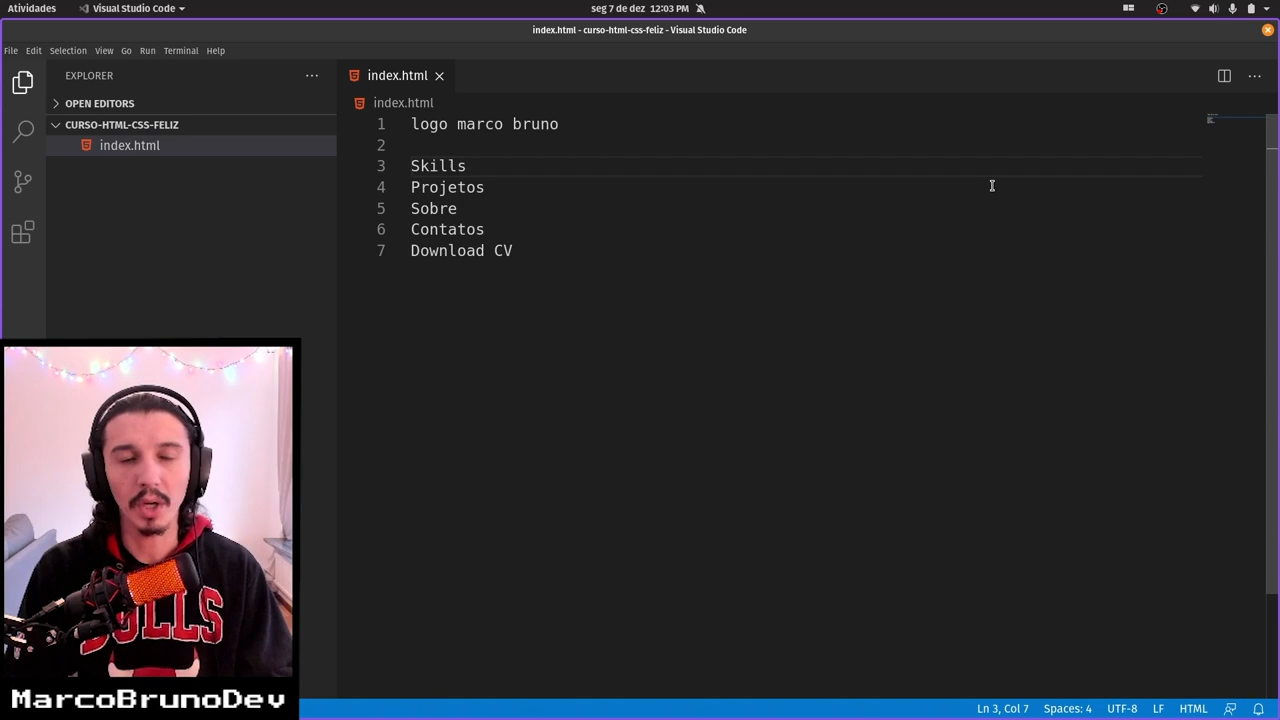 Atividades Visual Studio Code seg 7 de dez 12:03 PM
index.html - curso-html-css-feliz - Visual Studio Code
File Edit Selection View Go Run Terminal Help
EXPLORER
index.html
OPEN EDITORS
index.html
CURSO-HTML-CSS-FELIZ
index.html
1 logo marco bruno
2
3 Skills
4 Projetos
5 Sobre
6 Contatos
7 Download CV
BULLS
MarcoBrunoDev
Ln 3, Col 7 Spaces: 4 UTF-8 LF HTML